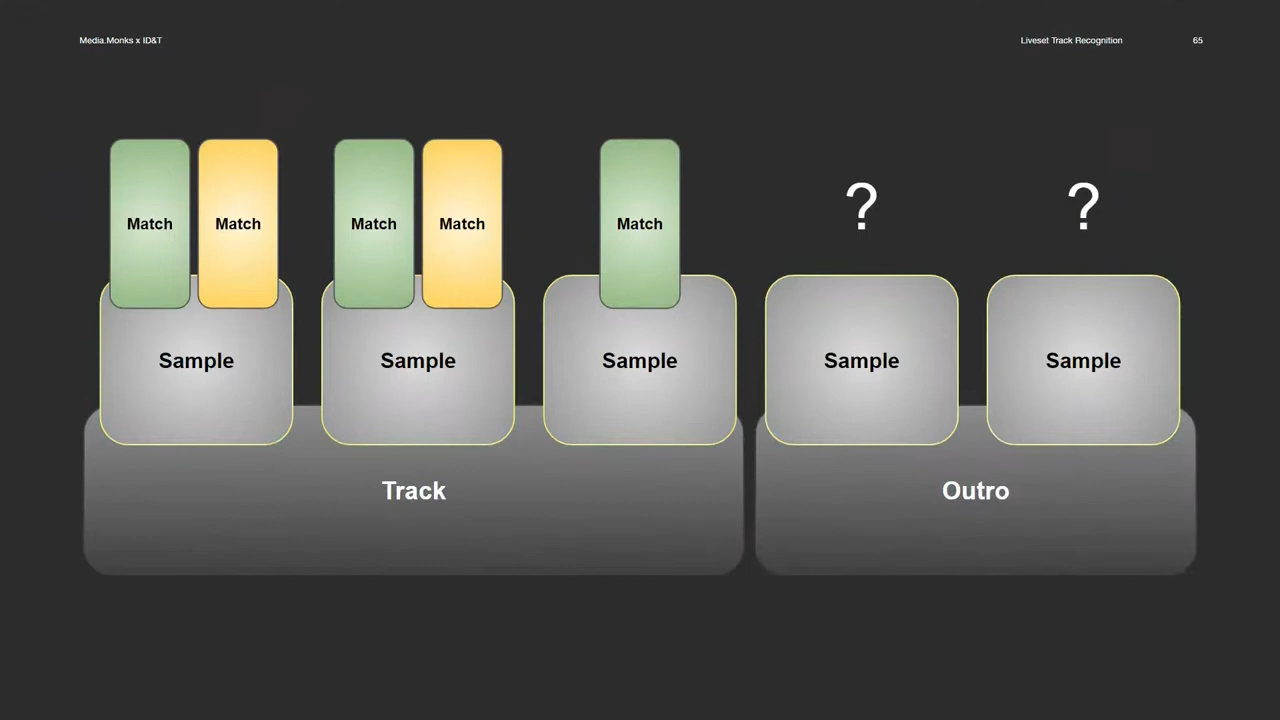 Media.Monks x ID&T
Liveset Track Recognition
65
Match
Match
Match
Match
Match
?
?
Sample
Sample
Sample
Sample
Sample
Track
Outro